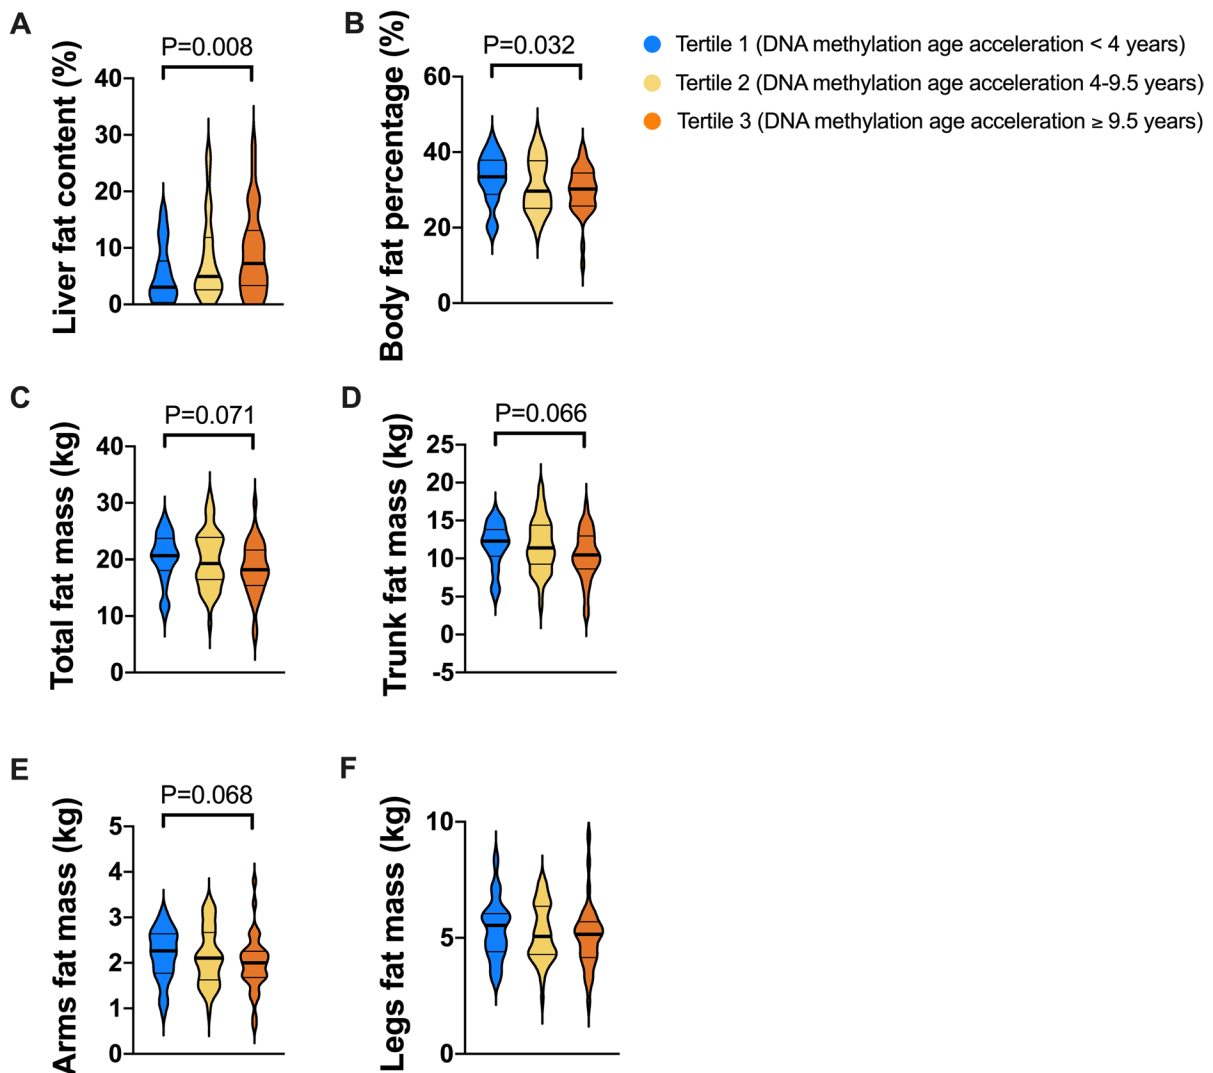 A
P=0.008
Liver fat content (%)
40
30
20
10
0
B
P=0.032
Body fat percentage (%)
60
40
20
0
Tertile 1 (DNA methylation age acceleration < 4 years)
Tertile 2 (DNA methylation age acceleration 4-9.5 years)
Tertile 3 (DNA methylation age acceleration ≥ 9.5 years)
C
P=0.071
Total fat mass (kg)
40
30
20
10
0
D
P=0.066
Trunk fat mass (kg)
25
20
15
10
5
0
-5
E
P=0.068
Arms fat mass (kg)
5
4
3
2
1
0
F
Legs fat mass (kg)
10
5
0